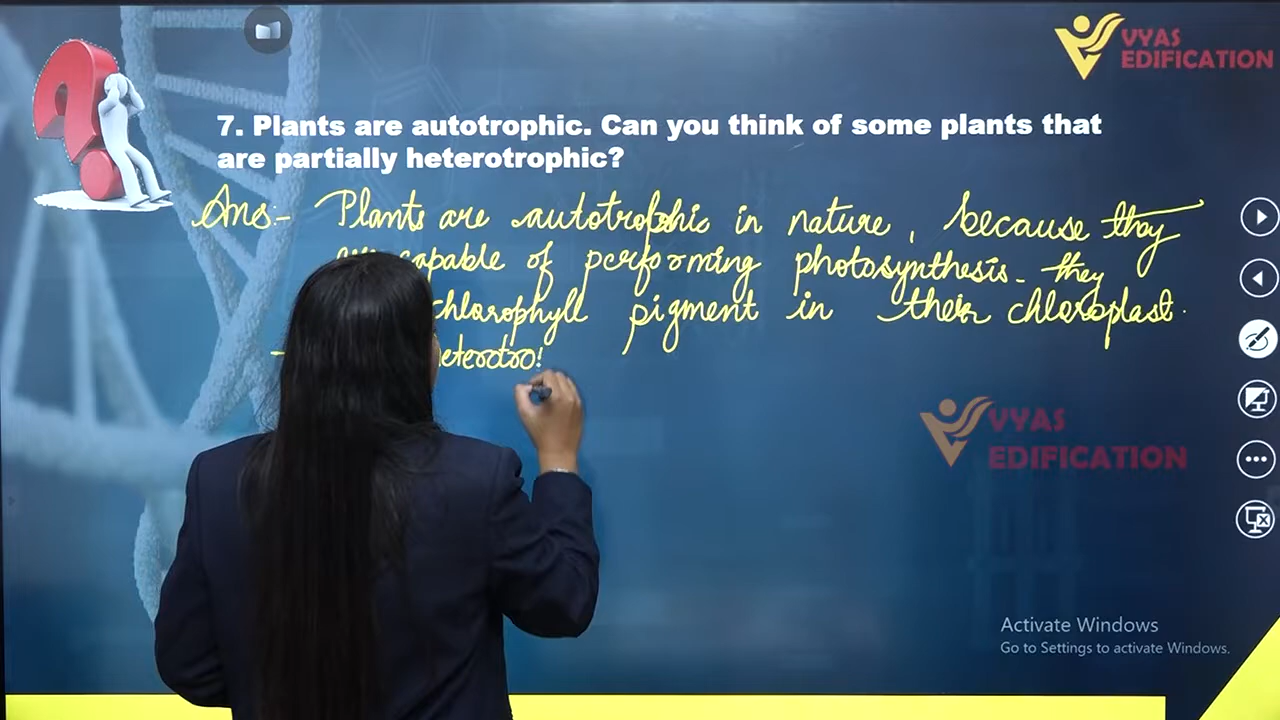 VYAS
EDIFICATION
7. Plants are autotrophic. Can you think of some plants that
are partially heterotrophic?
Ans:- Plants are autotrophic in nature, because they
capable of performing photosynthesis. they
chlorophyll pigment in their chloroplast.
eterotro
VYAS
EDIFICATION
Activate Windows
Go to Settings to activate Windows.